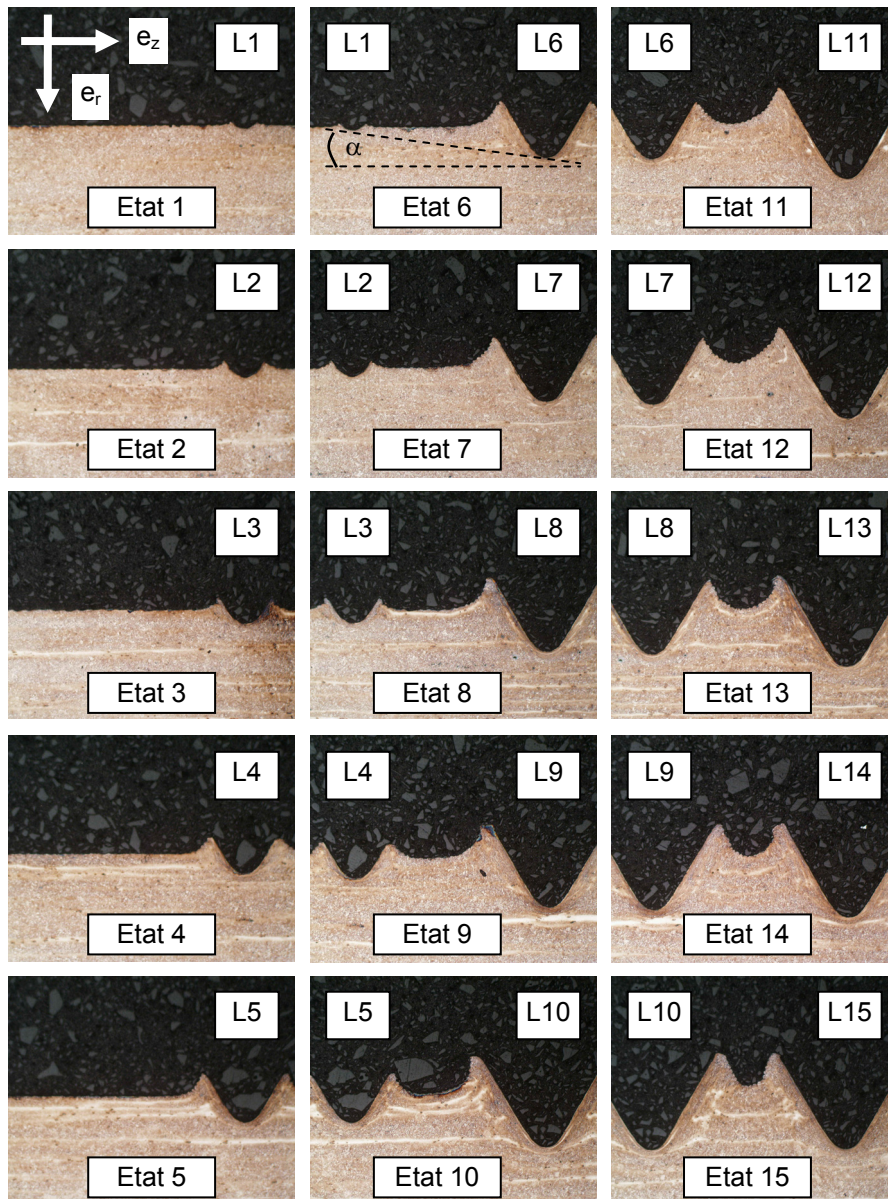 e_z L1 L1 L6 L6 L11
e_r
α
Etat 1 Etat 6 Etat 11
L2 L2 L7 L7 L12
Etat 2 Etat 7 Etat 12
L3 L3 L8 L8 L13
Etat 3 Etat 8 Etat 13
L4 L4 L9 L9 L14
Etat 4 Etat 9 Etat 14
L5 L5 L10 L10 L15
Etat 5 Etat 10 Etat 15